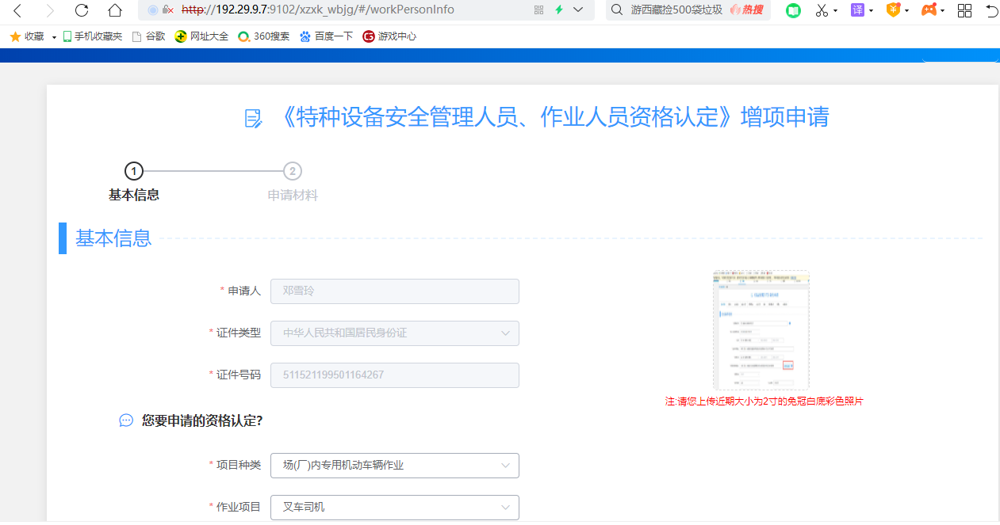 http://192.29.9.7:9102/xzxk_wbjg/#/workPersonInfo
游西藏捡500袋垃圾 热搜
译
收藏 手机收藏夹 谷歌 网址大全 360搜索 百度一下 游戏中心
《特种设备安全管理人员、作业人员资格认定》增项申请
1 2
基本信息 申请材料
基本信息
* 申请人 邓雪玲
* 证件类型 中华人民共和国居民身份证
* 证件号码 511521199501164267
注:请您上传近期大小为2寸的免冠白底彩色照片
您要申请的资格认定?
* 项目种类 场(厂)内专用机动车辆作业
* 作业项目 叉车司机